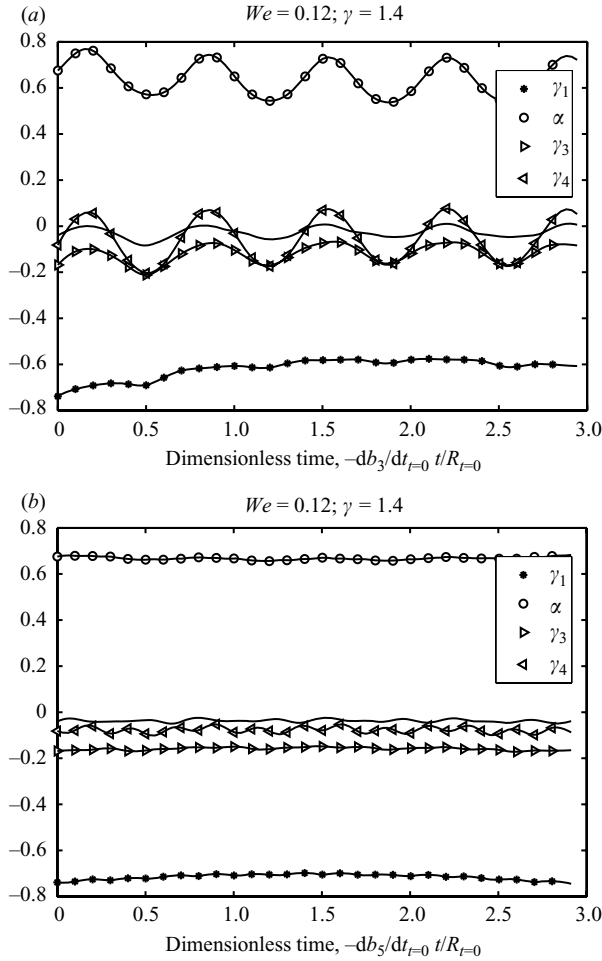 (a)
We = 0.12; γ = 1.4
0.8
0.6
0.4
0.2
0
−0.2
−0.4
−0.6
−0.8
γ1
α
γ3
γ4
0 0.5 1.0 1.5 2.0 2.5 3.0
Dimensionless time, −db3/dt t=0 t/R t=0
(b)
We = 0.12; γ = 1.4
0.8
0.6
0.4
0.2
0
−0.2
−0.4
−0.6
−0.8
γ1
α
γ3
γ4
0 0.5 1.0 1.5 2.0 2.5 3.0
Dimensionless time, −db5/dt t=0 t/R t=0